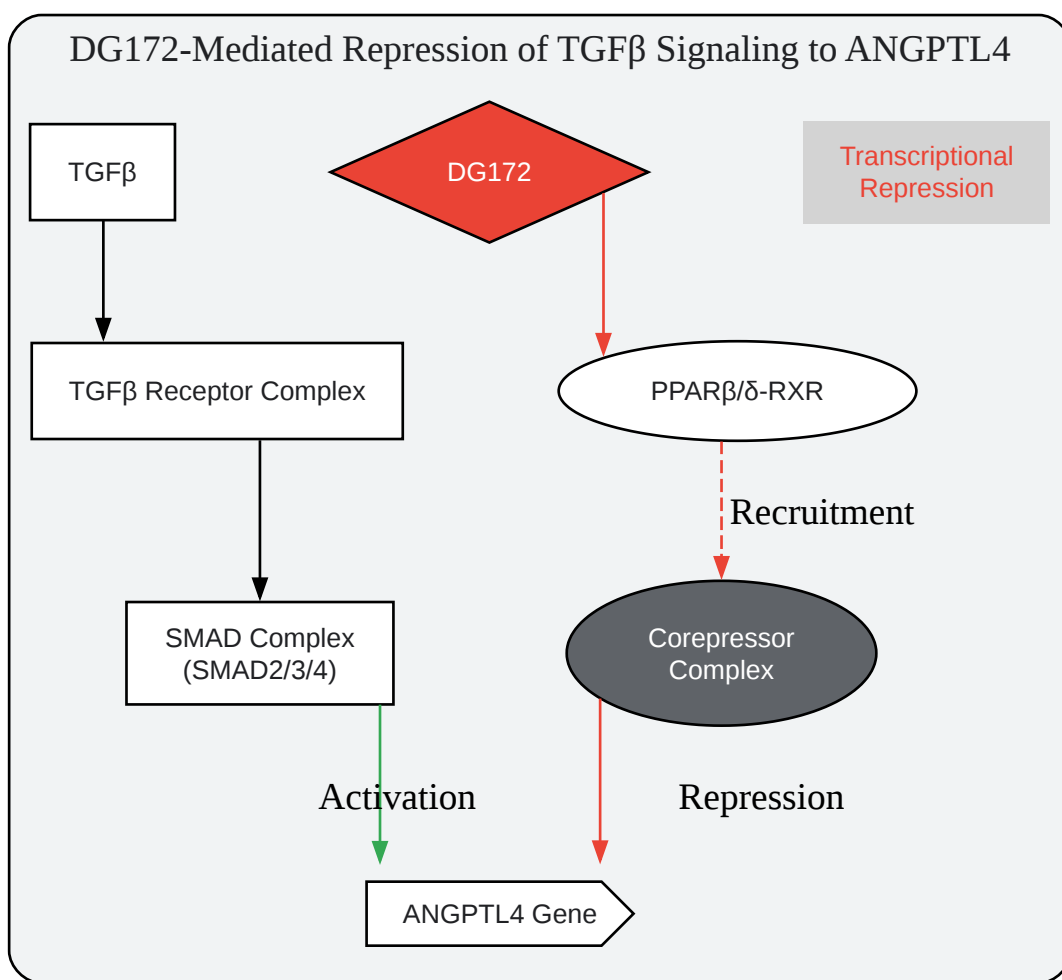 DG172-Mediated Repression of TGFβ Signaling to ANGPTL4
TGFβ
DG172
Transcriptional
Repression
TGFβ Receptor Complex
PPARβ/δ-RXR
Recruitment
SMAD Complex
(SMAD2/3/4)
Corepressor
Complex
Activation
Repression
ANGPTL4 Gene